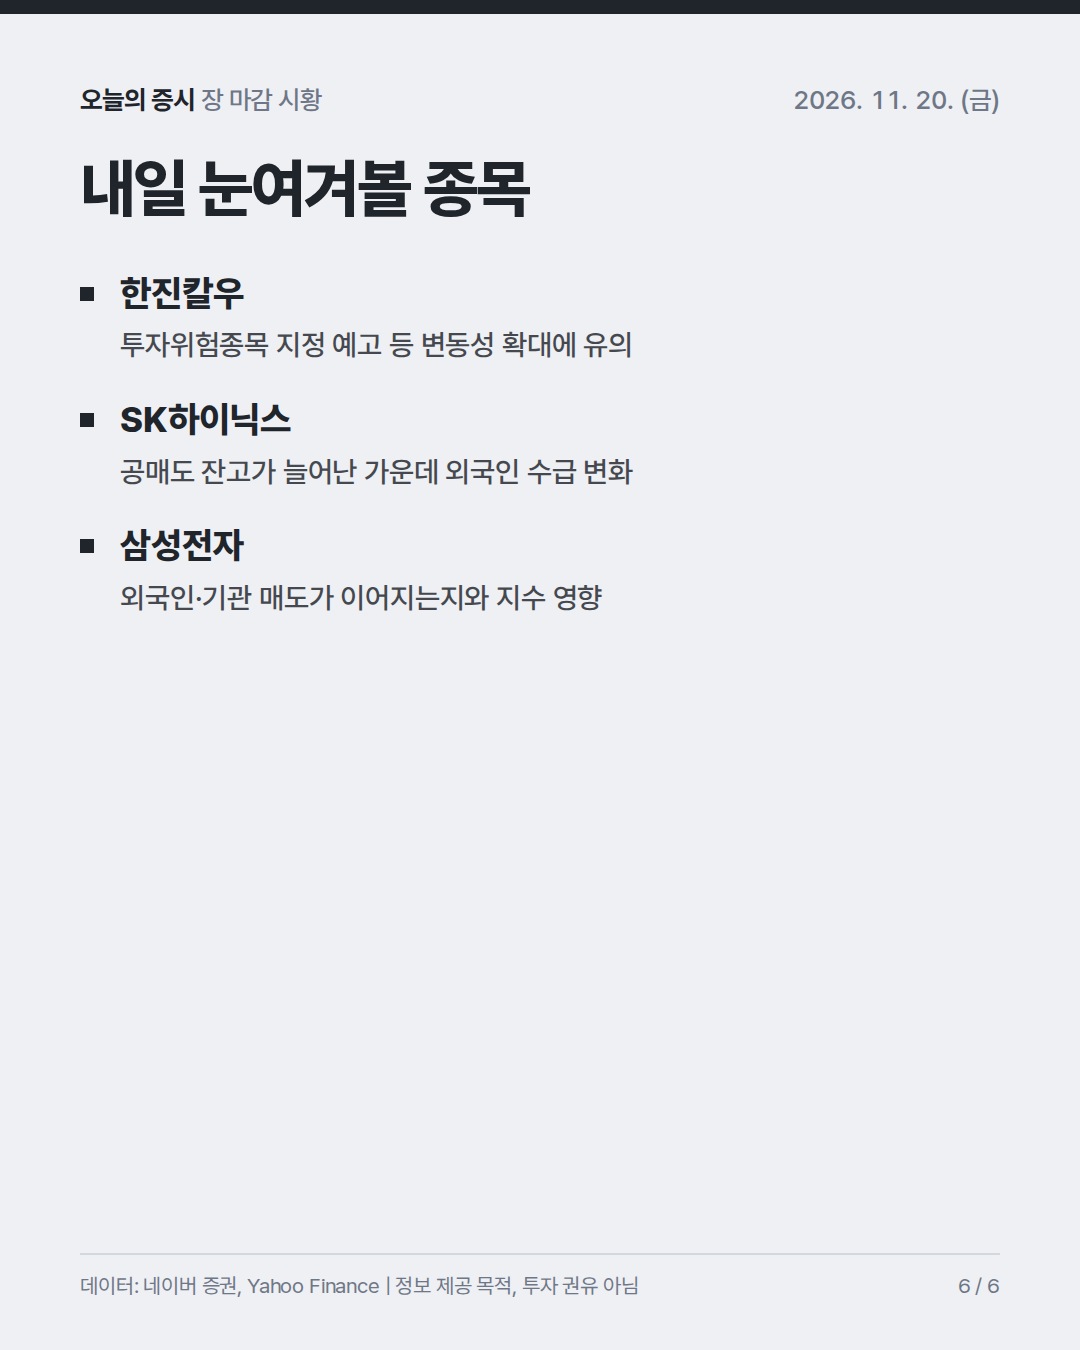 오늘의 증시 장 마감 시황
2026. 11. 20. (금)
내일 눈여겨볼 종목
한진칼우
투자위험종목 지정 예고 등 변동성 확대에 유의
SK하이닉스
공매도 잔고가 늘어난 가운데 외국인 수급 변화
삼성전자
외국인·기관 매도가 이어지는지와 지수 영향
데이터: 네이버 증권, Yahoo Finance | 정보 제공 목적, 투자 권유 아님
6 / 6